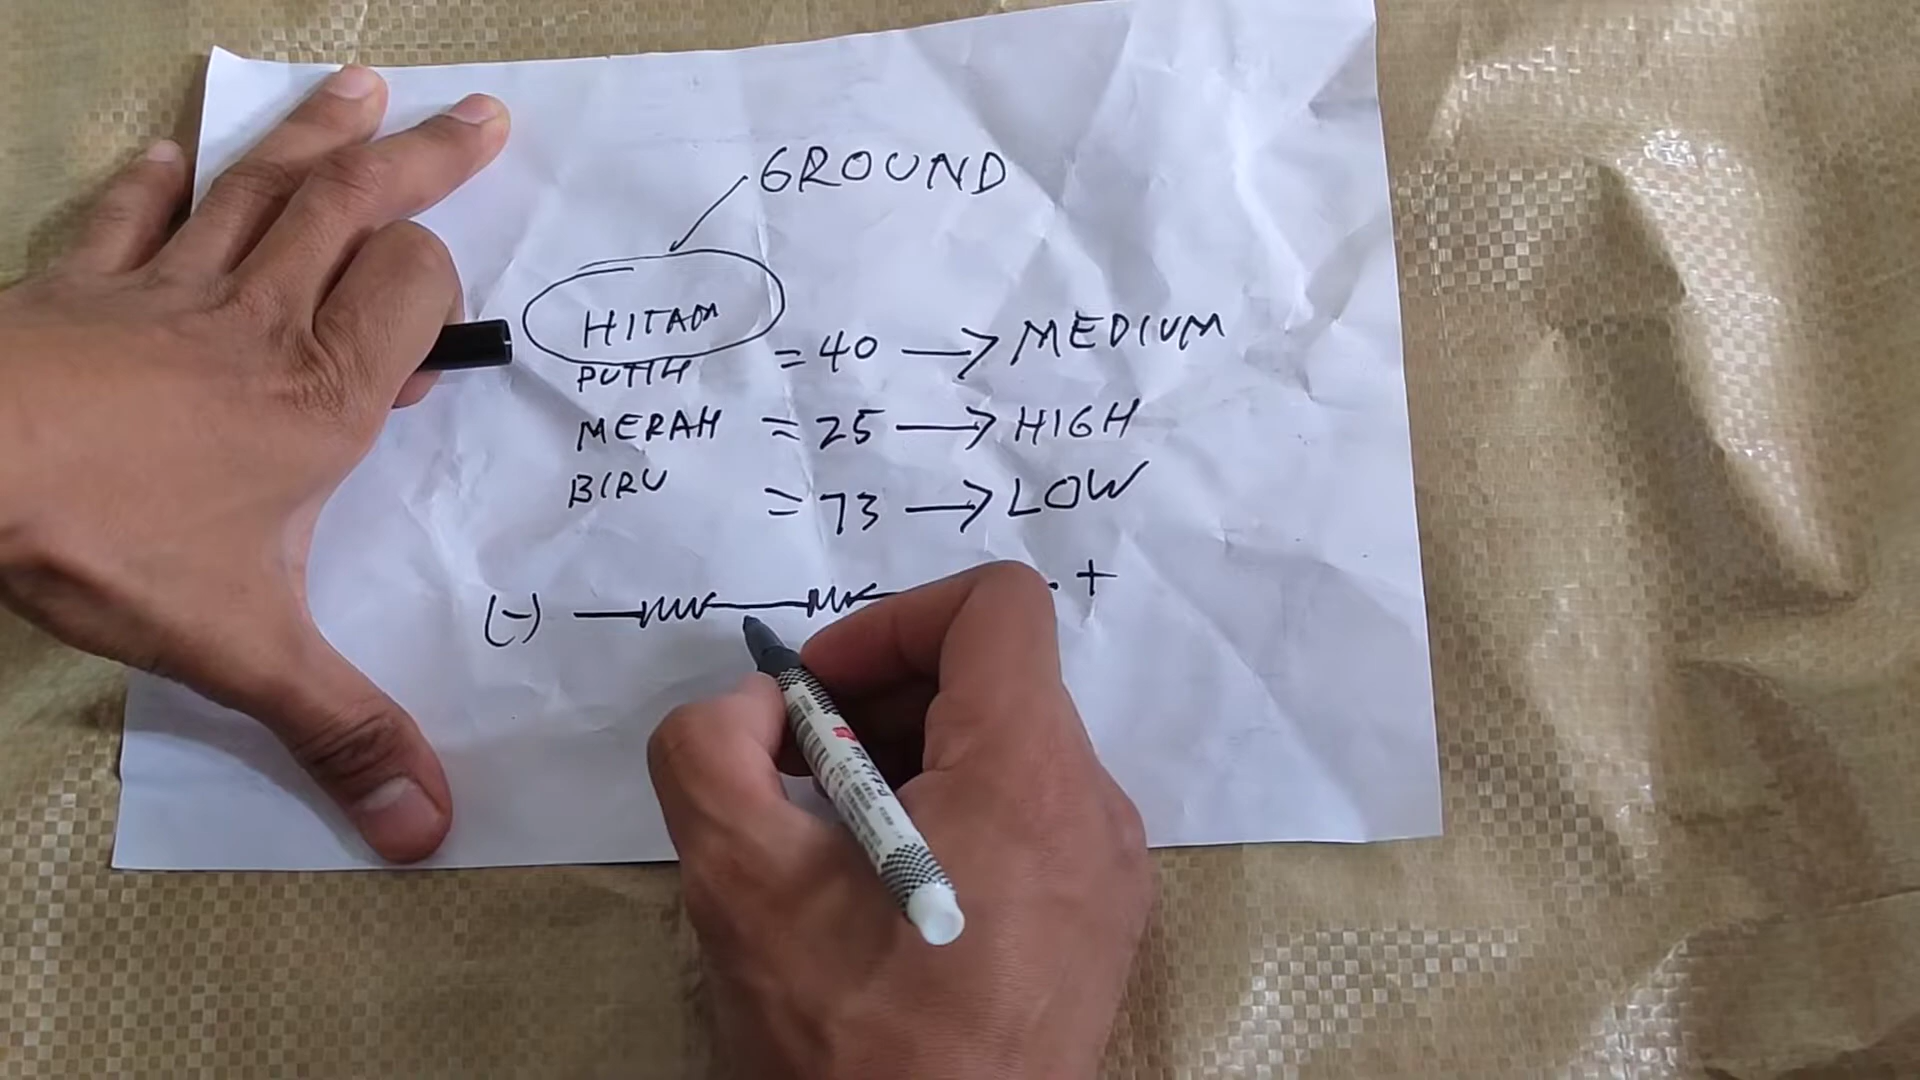 GROUND
HITAM
PUTIH = 40 → MEDIUM
MERAH = 25 → HIGH
BIRU = 73 → LOW
(-) +